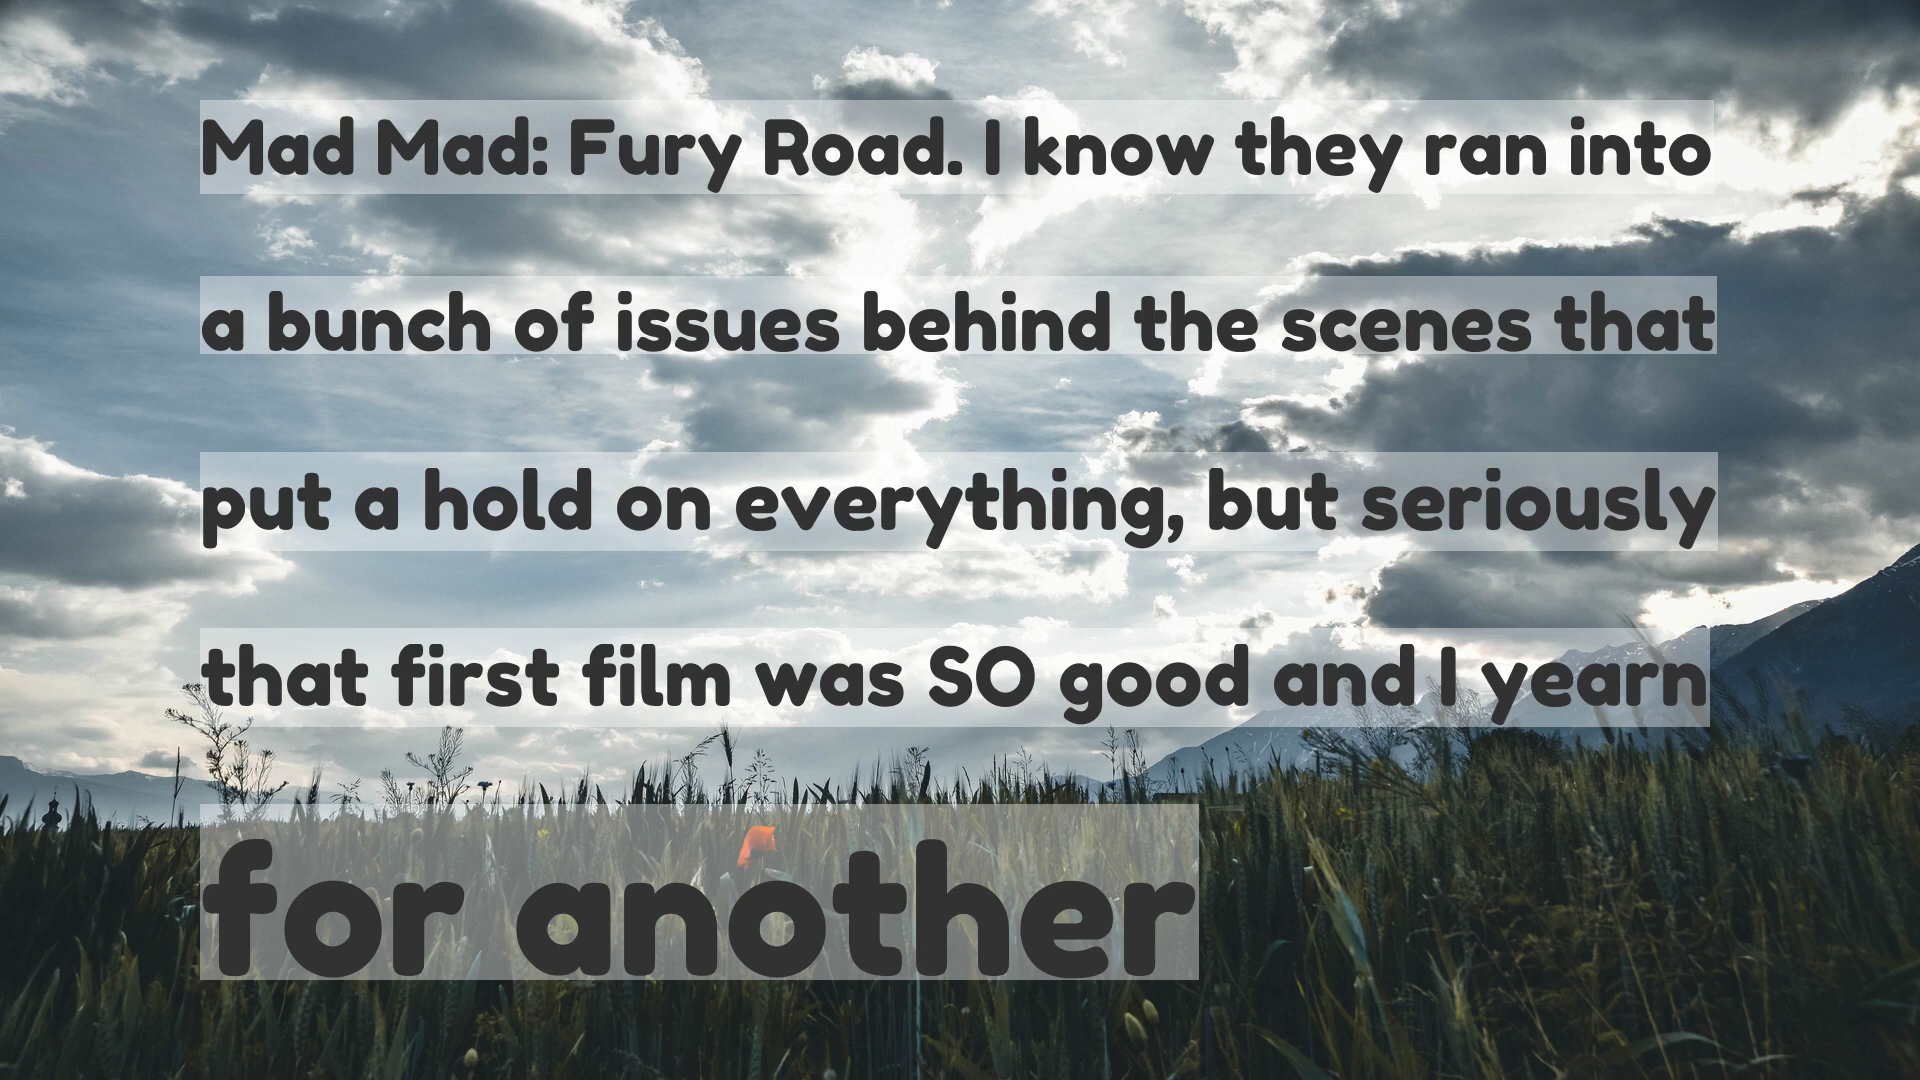 Mad Mad: Fury Road. I know they ran into
a bunch of issues behind the scenes that
put a hold on everything, but seriously
that first film was SO good and I yearn
for another